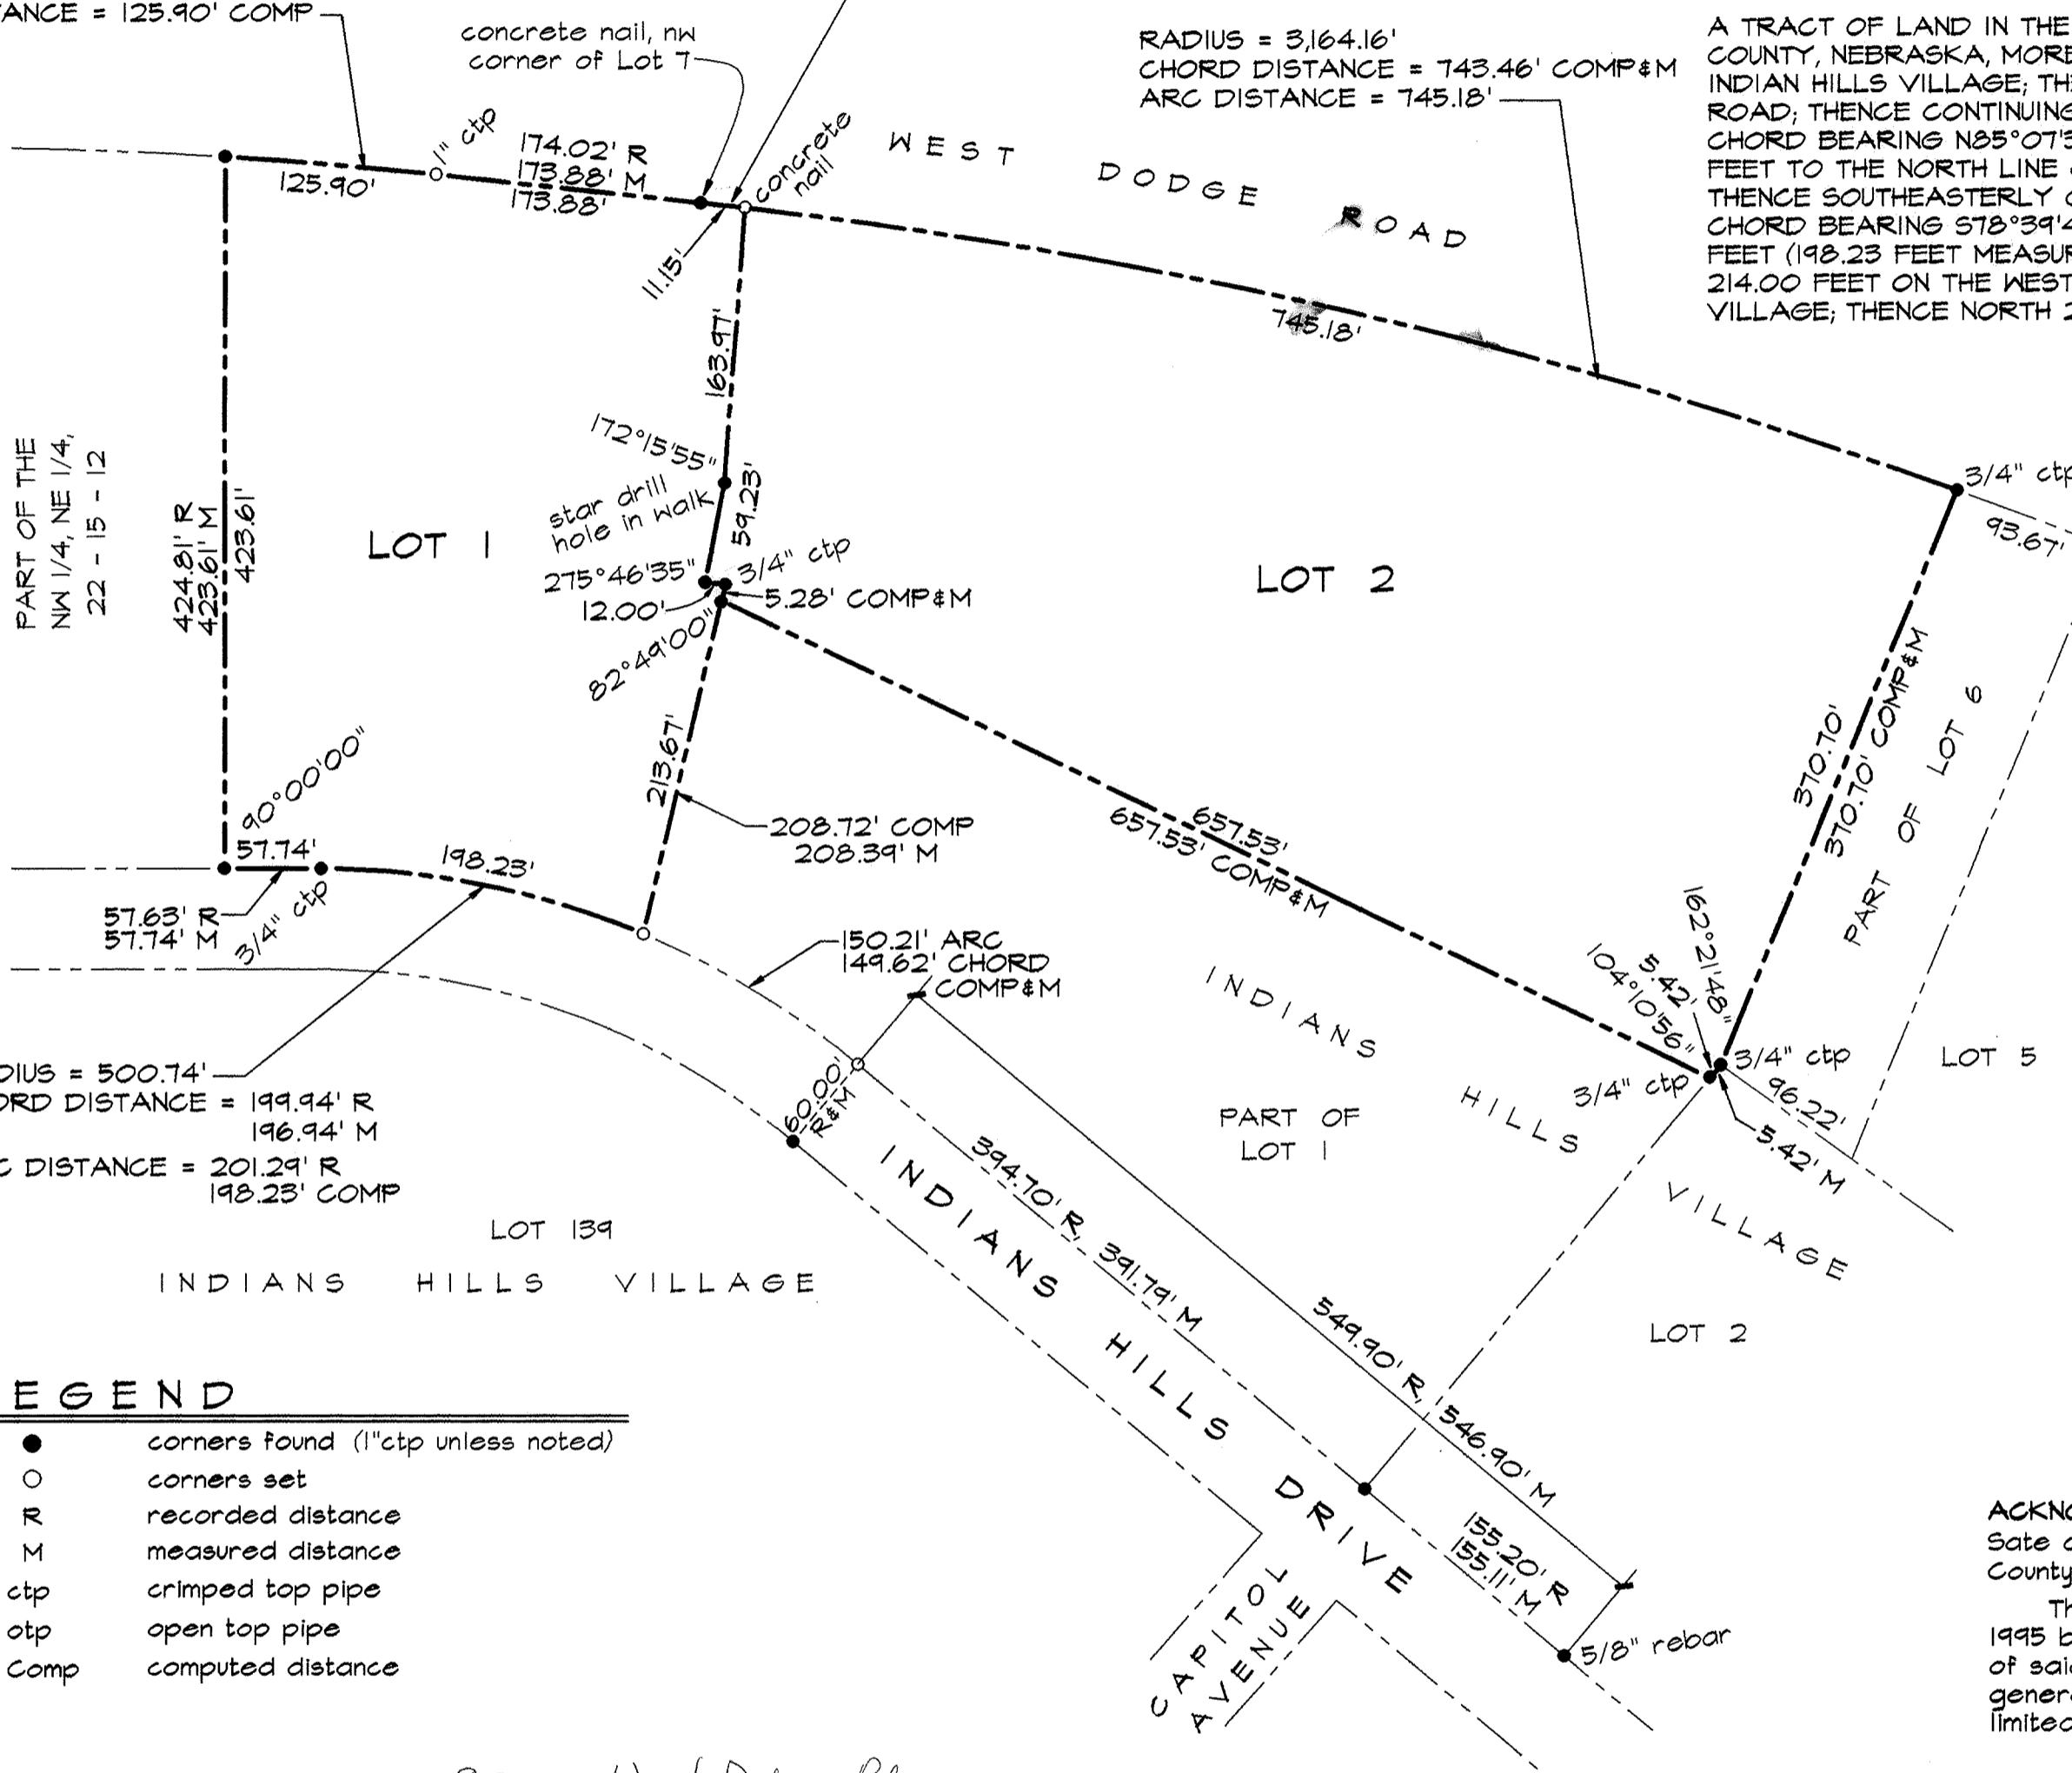 TANCE = 125.90' COMP
concrete nail, nw
corner of Lot 7
RADIUS = 3,164.16'
CHORD DISTANCE = 743.46' COMP&M
ARC DISTANCE = 745.18'
A TRACT OF LAND IN THE
COUNTY, NEBRASKA, MORE
INDIAN HILLS VILLAGE; THE
ROAD; THENCE CONTINUING
CHORD BEARING N85°07'3
FEET TO THE NORTH LINE
THENCE SOUTHEASTERLY
CHORD BEARING S78°39'4
FEET (198.23 FEET MEASUR
214.00 FEET ON THE WEST
VILLAGE; THENCE NORTH 2
125.90'
1" ctp
174.02' R
173.88' M
173.88'
11.15'
concrete
nail
WEST DODGE ROAD
745.18'
163.97'
172°15'55"
star drill
hole in walk
59.23'
PART OF THE
NW 1/4, NE 1/4,
22 - 15 - 12
424.81' R
423.61' M
423.61'
LOT 1
275°46'35"
12.00'
3/4" ctp
5.28' COMP&M
82°49'00"
LOT 2
3/4" ctp
93.67'
370.70'
370.70' COMP&M
PART OF LOT 6
213.67'
208.72' COMP
208.39' M
657.53'
657.53' COMP&M
90°00'00"
57.74'
198.23'
57.63' R
57.74' M
3/4" ctp
150.21' ARC
149.62' CHORD
COMP&M
162°21'48"
5.42'
104°10'56"
3/4" ctp
3/4" ctp
96.22'
5.42' M
LOT 5
INDIANS HILLS VILLAGE
PART OF
LOT 1
DIUS = 500.74'
ORD DISTANCE = 199.94' R
196.94' M
C DISTANCE = 201.29' R
198.23' COMP
60.00'
R&M
394.70' R, 391.79' M
549.90' R, 546.90' M
INDIANS HILLS DRIVE
LOT 139
INDIANS HILLS VILLAGE
LOT 2
155.20' R
155.11' M
5/8" rebar
CAPITOL
AVENUE
EGEND
corners found (1"ctp unless noted)
corners set
R recorded distance
M measured distance
ctp crimped top pipe
otp open top pipe
Comp computed distance
ACKNO
Sate o
County
Th
1995 b
of said
genera
limited